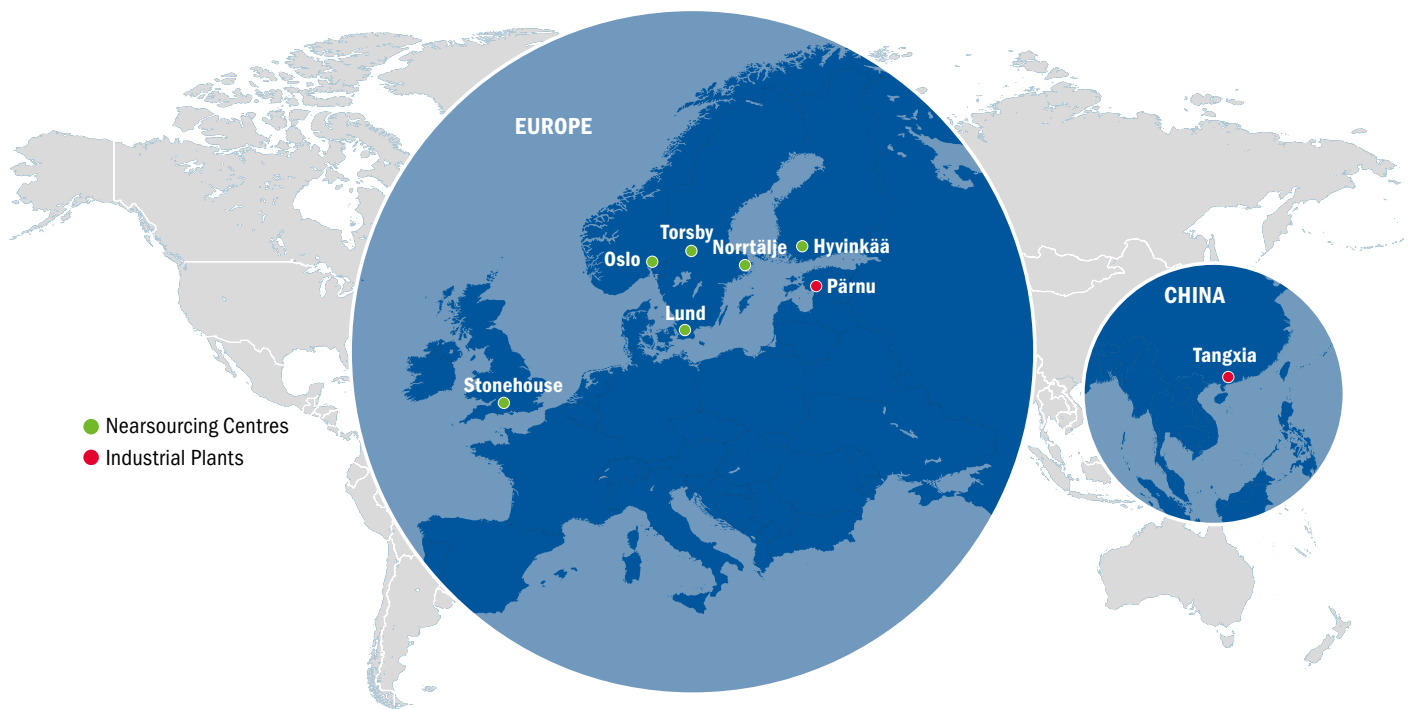 EUROPE
Torsby
Norrtälje
Hyvinkää
Oslo
Pärnu
Lund
Stonehouse
CHINA
Tangxia
Nearsourcing Centres
Industrial Plants